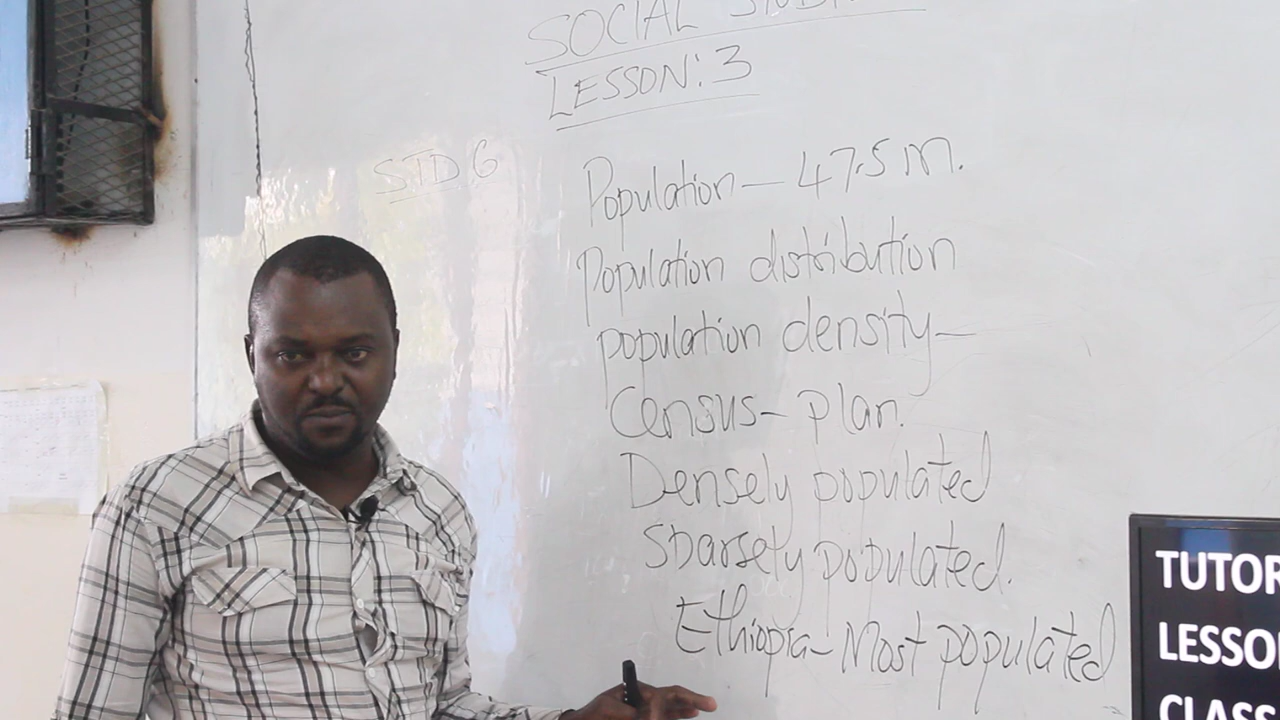 SOCIAL
LESSON: 3
STD 6
Population — 47.5 M.
Population distribution
population density —
Census - plan.
Densely populated
Sparsely populated.
Ethiopia - Most populated
TUTOR
LESSO
CLASS